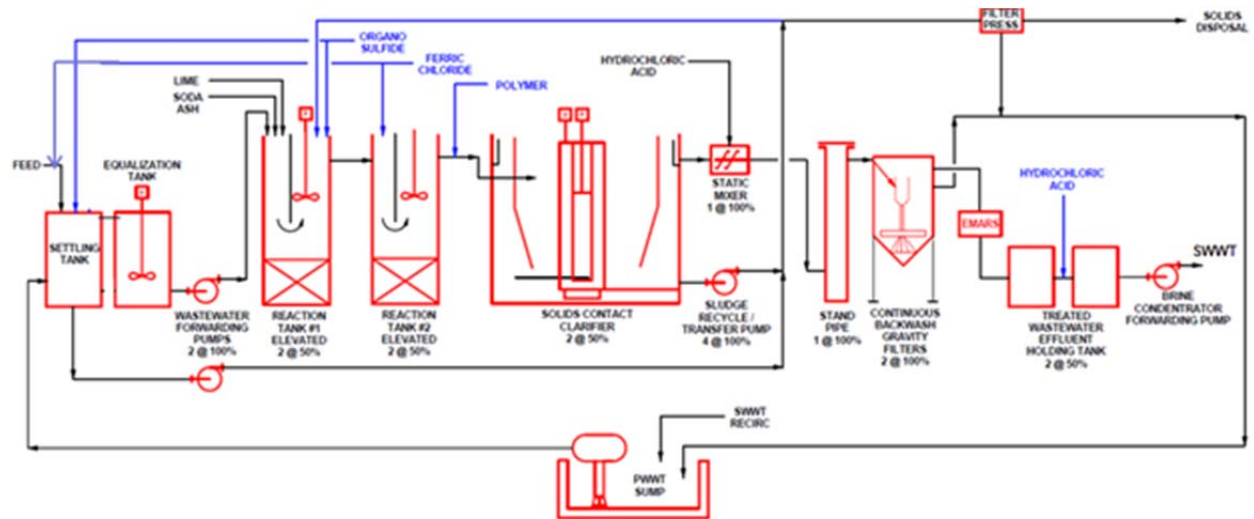 FILTER
PRESS
SOLIDS
DISPOSAL
ORGANO
SULFIDE
FERRIC
CHLORIDE
HYDROCHLORIC
ACID
LIME
SODA
ASH
POLYMER
FEED
EQUALIZATION
TANK
STATIC
MIXER
1 @ 100%
HYDROCHLORIC
ACID
SETTLING
TANK
EMARS
SWWT
WASTEWATER
FORWARDING
PUMPS
2 @ 100%
REACTION
TANK #1
ELEVATED
2 @ 50%
REACTION
TANK #2
ELEVATED
2 @ 50%
SOLIDS CONTACT
CLARIFIER
2 @ 50%
SLUDGE
RECYCLE /
TRANSFER PUMP
4 @ 100%
STAND
PIPE
1 @ 100%
CONTINUOUS
BACKWASH
GRAVITY
FILTERS
2 @ 100%
TREATED
WASTEWATER
EFFLUENT
HOLDING TANK
2 @ 50%
BRINE
CONDENTRATOR
FORWARDING PUMP
SWWT
RECIRC
PWWT
SUMP